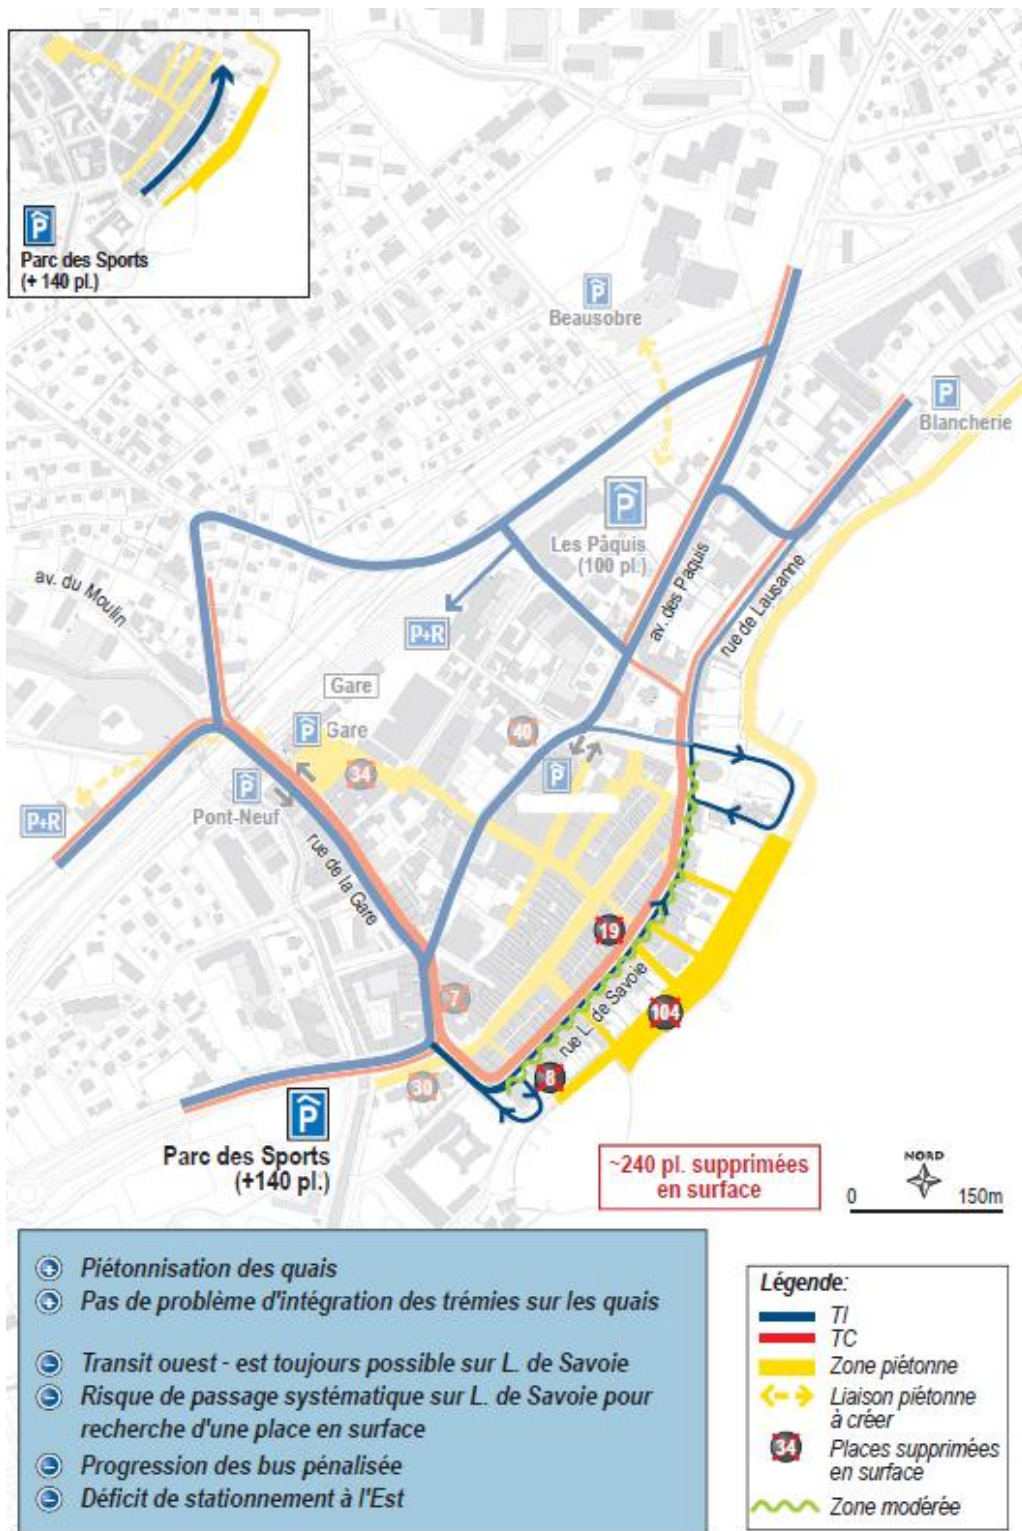 P
Parc des Sports
(+ 140 pl.)
P
Beausobre
P
Blancherie
P
Les Pâquis
(100 pl.)
av. des Paquis
rue de Lausanne
av. du Moulin
P+R
Gare
P
Gare
40
34
P
P
Pont-Neuf
P+R
rue de la Gare
19
7
rue L. de Savoie
104
8
30
P
Parc des Sports
(+140 pl.)
~240 pl. supprimées
en surface
NORD
0 150m
+ Piétonnisation des quais
+ Pas de problème d'intégration des trémies sur les quais
- Transit ouest - est toujours possible sur L. de Savoie
- Risque de passage systématique sur L. de Savoie pour
recherche d'une place en surface
- Progression des bus pénalisée
- Déficit de stationnement à l'Est
Légende:
TI
TC
Zone piétonne
Liaison piétonne
à créer
34 Places supprimées
en surface
Zone modérée